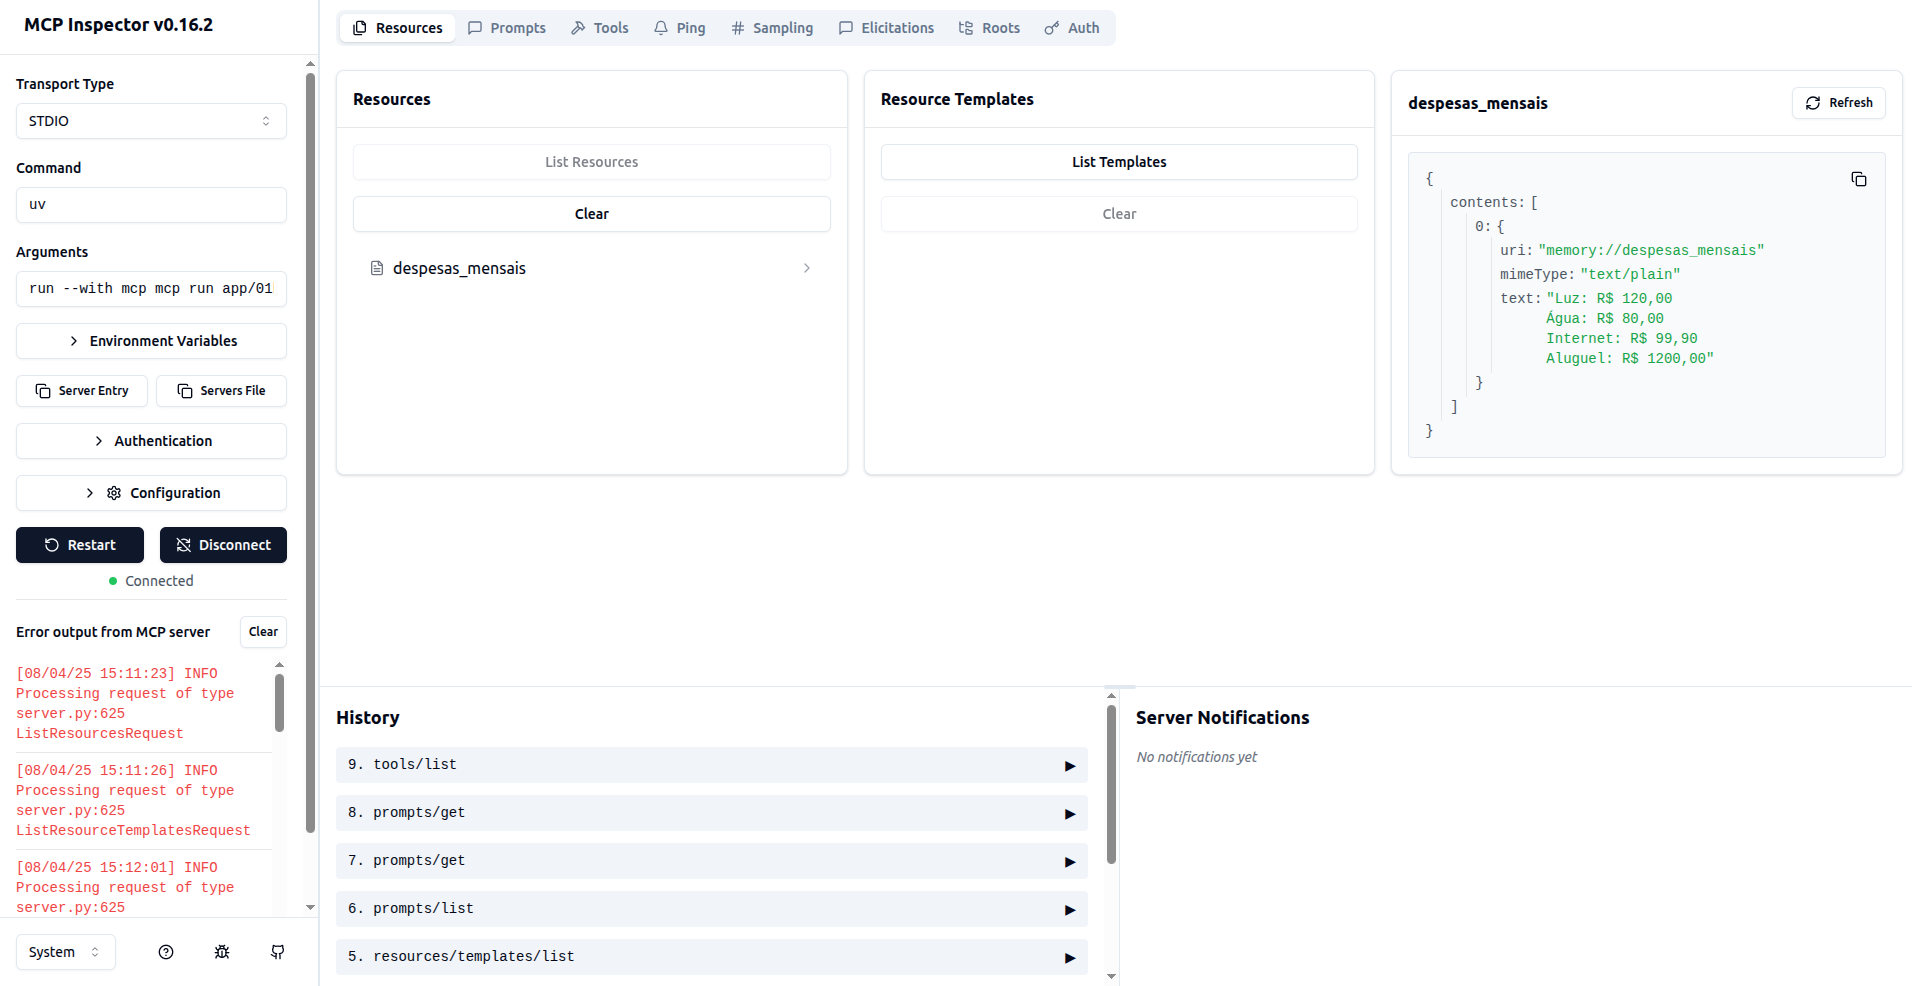 MCP Inspector v0.16.2
Transport Type
STDIO
Command
uv
Arguments
run --with mcp mcp run app/01
Environment Variables
Server Entry
Servers File
Authentication
Configuration
Restart
Disconnect
Connected
Error output from MCP server
Clear
[08/04/25 15:11:23] INFO
Processing request of type
server.py:625
ListResourcesRequest
[08/04/25 15:11:26] INFO
Processing request of type
server.py:625
ListResourceTemplatesRequest
[08/04/25 15:12:01] INFO
Processing request of type
server.py:625
System
Resources
Prompts
Tools
Ping
Sampling
Elicitations
Roots
Auth
Resources
List Resources
Clear
despesas_mensais
Resource Templates
List Templates
Clear
despesas_mensais
Refresh
{
contents: [
0: {
uri: "memory://despesas_mensais"
mimeType: "text/plain"
text: "Luz: R$ 120,00
Água: R$ 80,00
Internet: R$ 99,90
Aluguel: R$ 1200,00"
}
]
}
History
9. tools/list
8. prompts/get
7. prompts/get
6. prompts/list
5. resources/templates/list
Server Notifications
No notifications yet